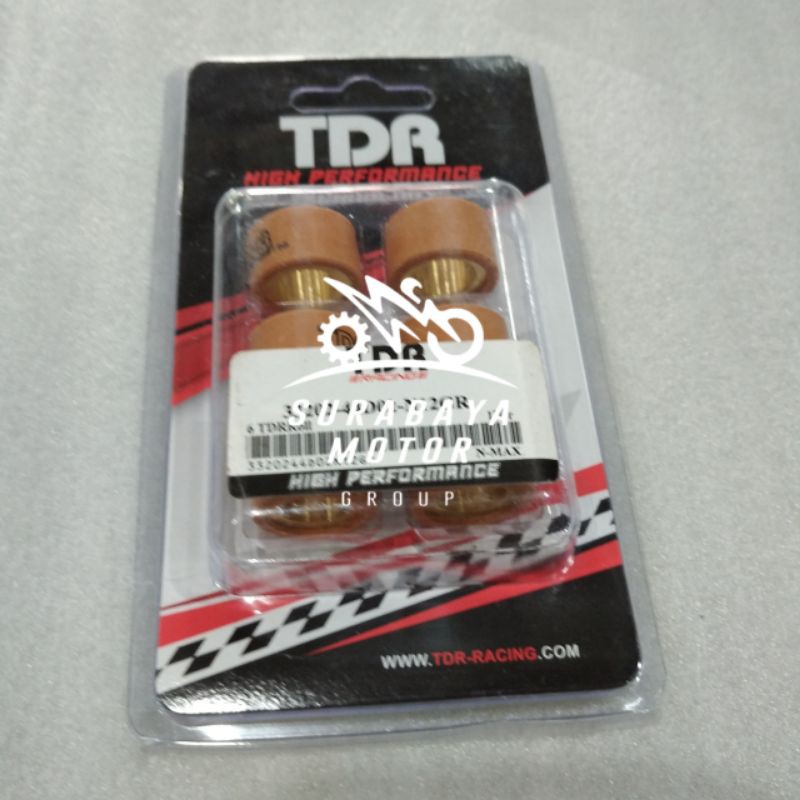 TDR
HIGH PERFORMANCE
TDR
RACING
SURABAYA
MOTOR
GROUP
N-MAX
HIGH PERFORMANCE
WWW.TDR-RACING.COM